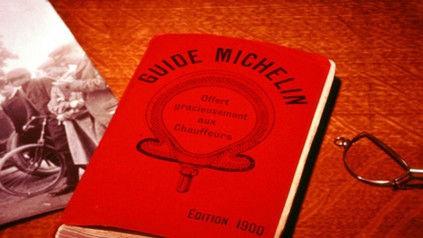 GUIDE MICHELIN
Offert
gracieusement
aux
Chauffeurs
EDITION 1900